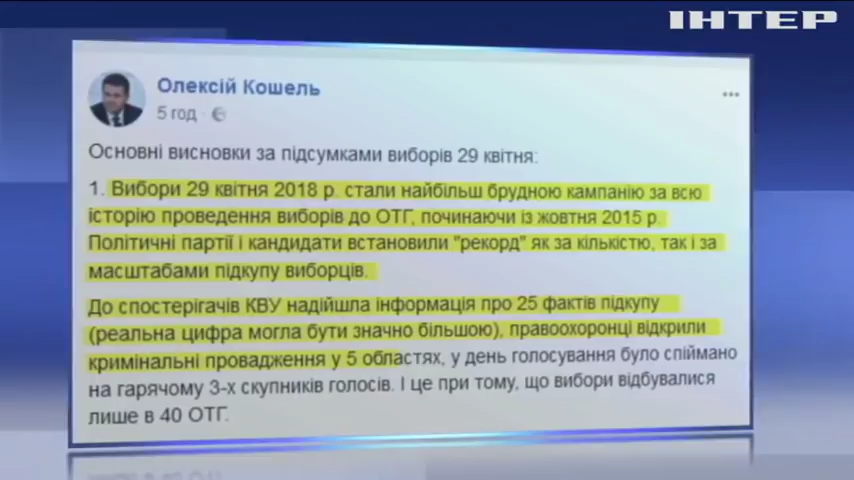 ІНТЕР
Олексій Кошель
5 год
Основні висновки за підсумками виборів 29 квітня:
1. Вибори 29 квітня 2018 р. стали найбільш брудною кампанію за всю
історію проведення виборів до ОТГ, починаючи із жовтня 2015 р.
Політичні партії і кандидати встановили "рекорд" як за кількістю, так і за
масштабами підкупу виборців.
До спостерігачів КВУ надійшла інформація про 25 фактів підкупу
(реальна цифра могла бути значно більшою), правоохоронці відкрили
кримінальні провадження у 5 областях, у день голосування було спіймано
на гарячому 3-х скупників голосів. І це при тому, що вибори відбувалися
лише в 40 ОТГ.